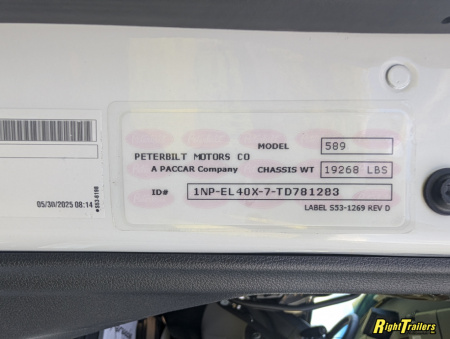 MODEL 589
PETERBILT MOTORS CO
A PACCAR Company CHASSIS WT 19268 LBS
ID# 1NP-EL40X-7-TD781283
LABEL S53-1269 REV D
05/30/2025 08:14
RightTrailers